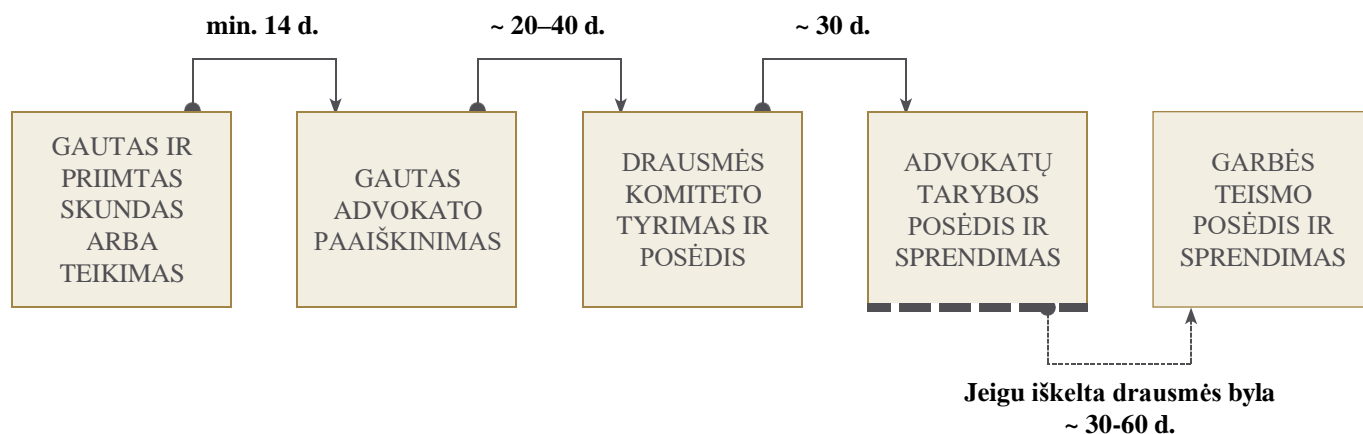 min. 14 d.
~ 20–40 d.
~ 30 d.
GAUTAS IR
PRIIMTAS
SKUNDAS
ARBA
TEIKIMAS
GAUTAS
ADVOKATO
PAAIŠKINIMAS
DRAUSMĖS
KOMITETO
TYRIMAS IR
POSĖDIS
ADVOKATŲ
TARYBOS
POSĖDIS IR
SPRENDIMAS
GARBĖS
TEISMO
POSĖDIS IR
SPRENDIMAS
Jeigu iškelta drausmės byla
~ 30-60 d.